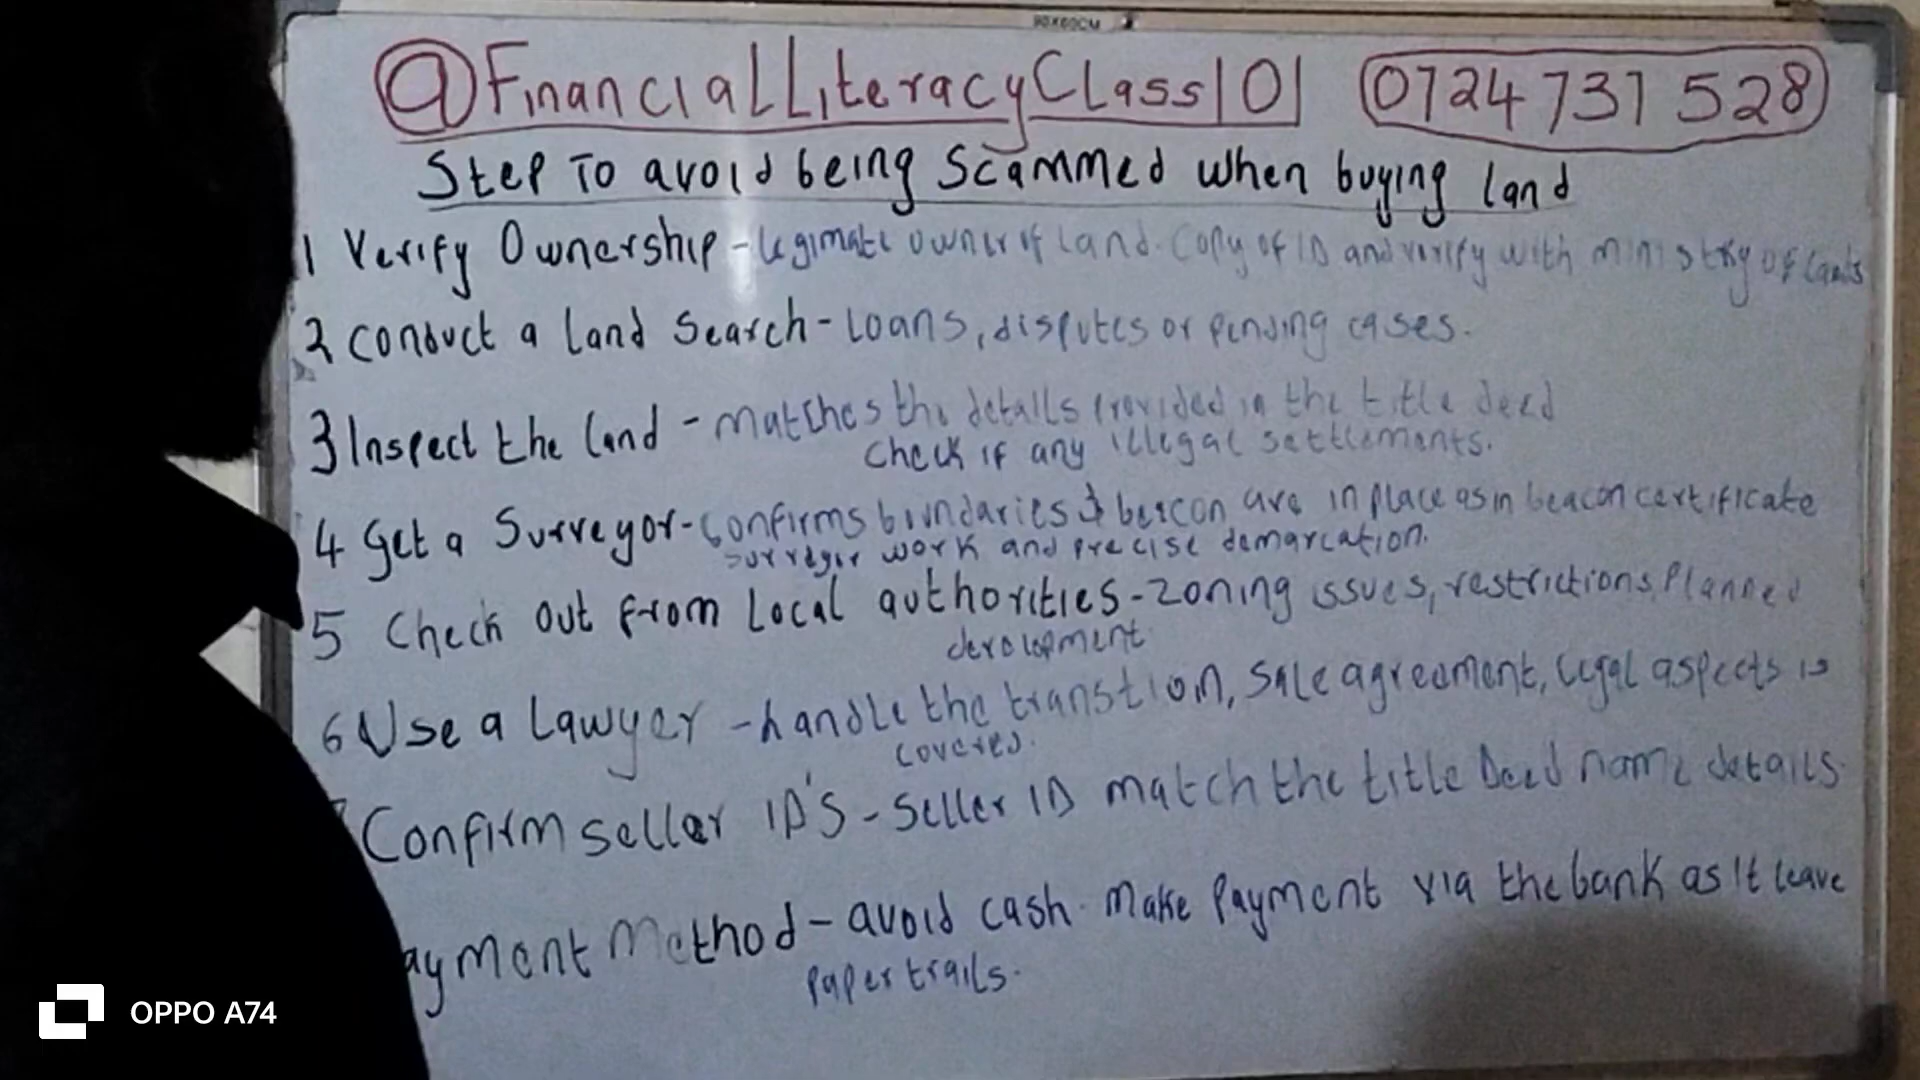 90X60CM
@FinancialLiteracyClass101 0724 737 528
Step To avoid being Scammed when buying land
1 Verify Ownership - legimate owner of land. Copy of ID and verify with ministry of lands
2 conduct a land Search - Loans, disputes or pending cases.
3 Inspect the land - matches the details provided in the title deed
check if any illegal settlements.
4 Get a Surveyor - confirms boundaries & beacon are in place as in beacon certificate
surveyor work and precise demarcation.
5 Check out from Local authorities - zoning issues, restrictions, Planned
development
6 Use a Lawyer - handle the transtion, sale agreement, legal aspects is
covered.
Confirm seller ID's - seller ID match the title Deed name details.
ayment Method - avoid cash. Make Payment via the bank as it leave
paper trails.
OPPO A74